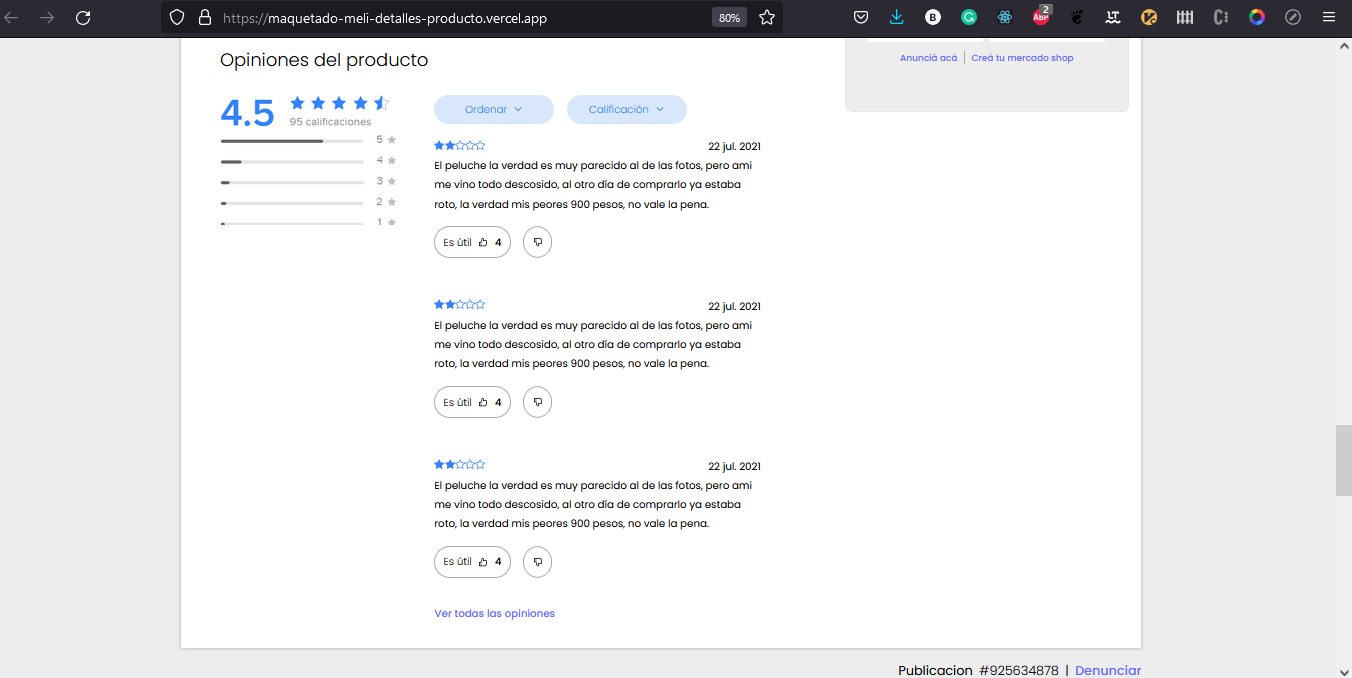 https://maquetado-meli-detalles-producto.vercel.app
80%
ABP
2
Opiniones del producto
Anunciá acá
Creá tu mercado shop
4.5
95 calificaciones
5
4
3
2
1
Ordenar
Calificación
22 jul. 2021
El peluche la verdad es muy parecido al de las fotos, pero ami
me vino todo descosido, al otro día de comprarlo ya estaba
roto, la verdad mis peores 900 pesos, no vale la pena.
Es útil 4
22 jul. 2021
El peluche la verdad es muy parecido al de las fotos, pero ami
me vino todo descosido, al otro día de comprarlo ya estaba
roto, la verdad mis peores 900 pesos, no vale la pena.
Es útil 4
22 jul. 2021
El peluche la verdad es muy parecido al de las fotos, pero ami
me vino todo descosido, al otro día de comprarlo ya estaba
roto, la verdad mis peores 900 pesos, no vale la pena.
Es útil 4
Ver todas las opiniones
Publicacion #925634878 | Denunciar